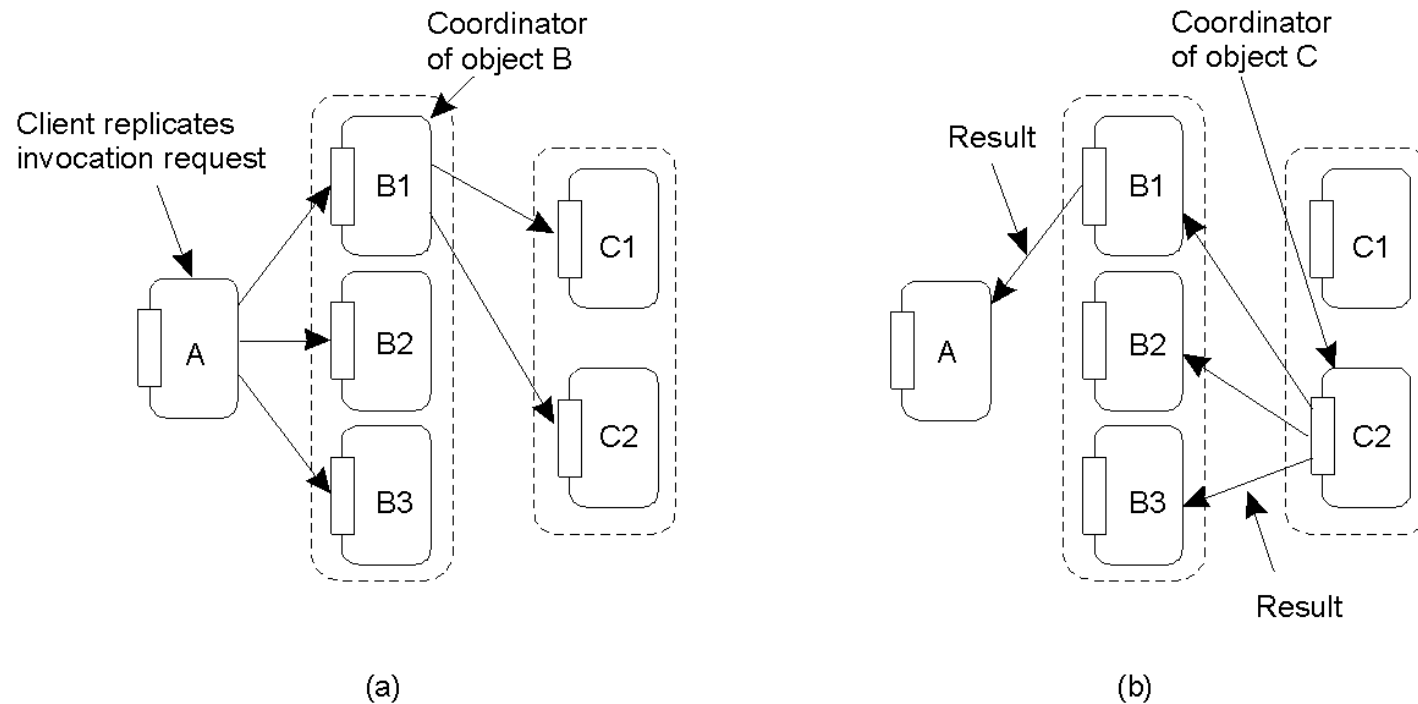 Coordinator
of object B
Client replicates
invocation request
B1
C1
A
B2
C2
B3
(a)
Coordinator
of object C
Result
B1
C1
A
B2
C2
B3
Result
(b)